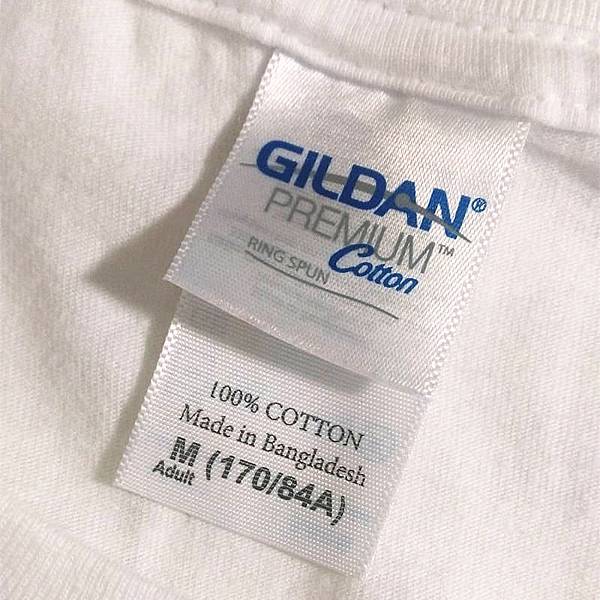 GILDAN®
PREMIUM™
RING SPUN Cotton
100% COTTON
Made in Bangladesh
M (170/84A)
Adult